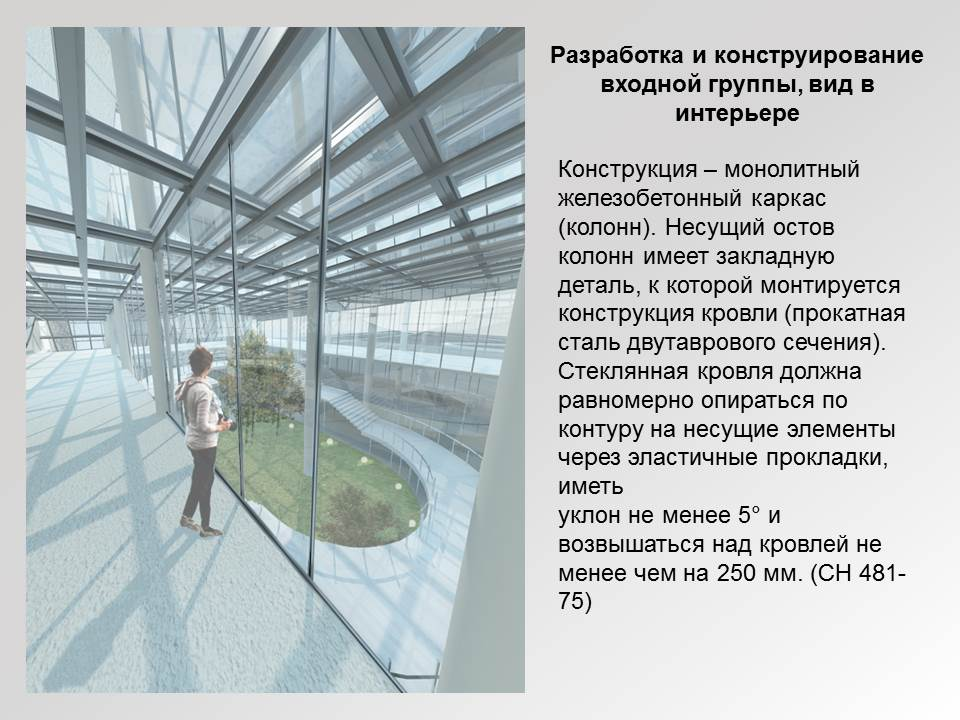 Разработка и конструирование
входной группы, вид в
интерьере
Конструкция – монолитный
железобетонный каркас
(колонн). Несущий остов
колонн имеет закладную
деталь, к которой монтируется
конструкция кровли (прокатная
сталь двутаврового сечения).
Стеклянная кровля должна
равномерно опираться по
контуру на несущие элементы
через эластичные прокладки,
иметь
уклон не менее 5° и
возвышаться над кровлей не
менее чем на 250 мм. (СН 481-
75)